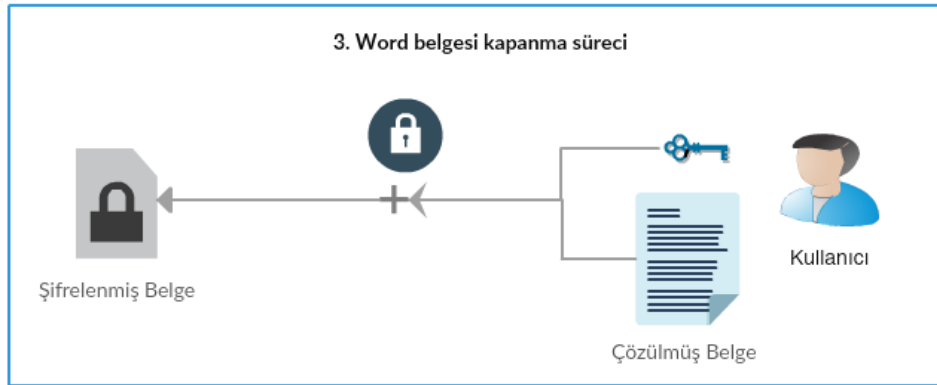 3. Word belgesi kapanma süreci
Kullanıcı
Şifrelenmiş Belge
Çözülmüş Belge